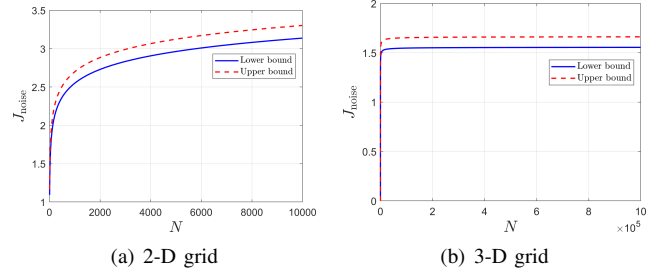 3.5
3
2.5
2
1.5
1
J_noise
0
2000
4000
6000
8000
10000
N
Lower bound
Upper bound
(a) 2-D grid
2
1.5
1
0.5
0
J_noise
0
2
4
6
8
10
×10^5
N
Lower bound
Upper bound
(b) 3-D grid